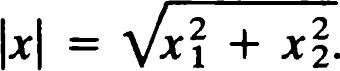 |x| = √(x₁² + x₂²).